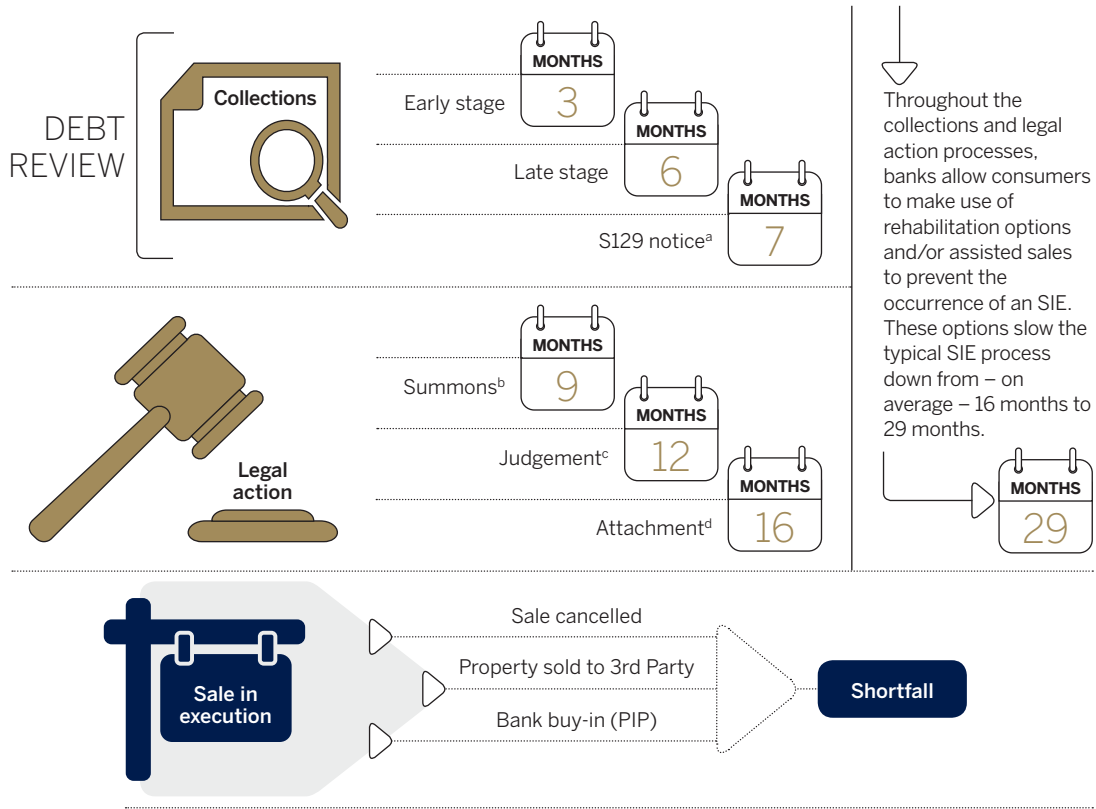 DEBT
REVIEW
Collections
Early stage
MONTHS
3
Late stage
MONTHS
6
S129 noticeᵃ
MONTHS
7
Legal
action
Summonsᵇ
MONTHS
9
Judgementᶜ
MONTHS
12
Attachmentᵈ
MONTHS
16
Throughout the
collections and legal
action processes,
banks allow consumers
to make use of
rehabilitation options
and/or assisted sales
to prevent the
occurrence of an SIE.
These options slow the
typical SIE process
down from – on
average – 16 months to
29 months.
MONTHS
29
Sale in
execution
Sale cancelled
Property sold to 3rd Party
Bank buy-in (PIP)
Shortfall